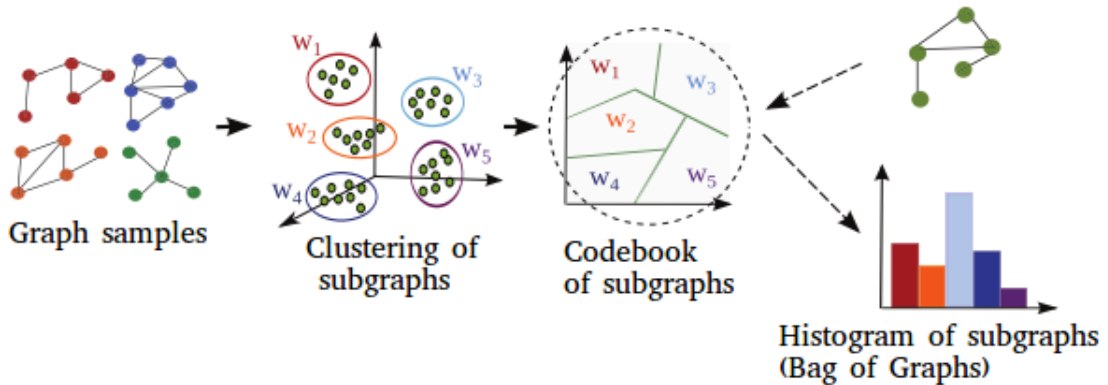 Graph samples
w1
w2
w3
w4
w5
Clustering of
subgraphs
w1
w2
w3
w4
w5
Codebook
of subgraphs
Histogram of subgraphs
(Bag of Graphs)